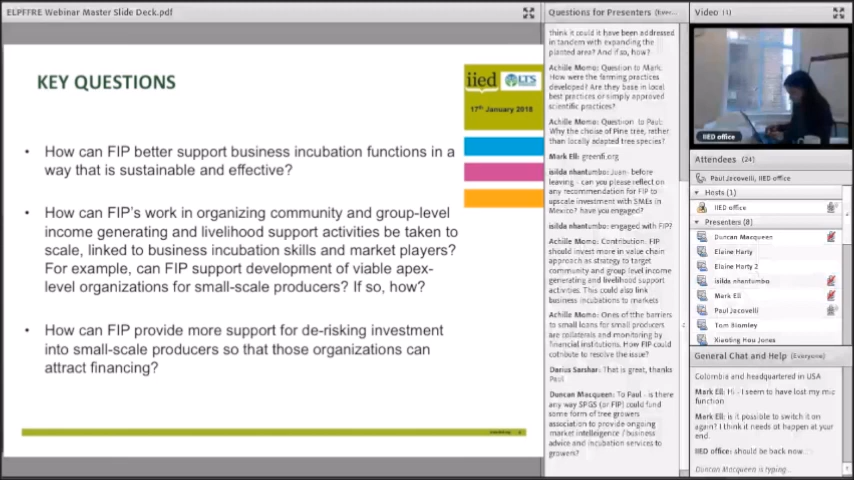 ELPFFRE Webinar Master Slide Deck.pdf
KEY QUESTIONS
iied
LTS
17th January 2018
• How can FIP better support business incubation functions in a
way that is sustainable and effective?
• How can FIP's work in organizing community and group-level
income generating and livelihood support activities be taken to
scale, linked to business incubation skills and market players?
For example, can FIP support development of viable apex-
level organizations for small-scale producers? If so, how?
• How can FIP provide more support for de-risking investment
into small-scale producers so that those organizations can
attract financing?
Questions for Presenters (Ever...
think it could it have been addressed
in tandem with expanding the
planted area? And if so, how?
Achille Momo: Question to Mark:
How were the farming practices
developed? Are they base in local
best practices or simply approved
scientific practices?
Achille Momo: Question to Paul:
Why the choice of Pine tree, rather
than locally adapted tree species?
Mark Ell: greenfi.org
isilda nhantumbo: Juan- before
leaving - can you please reflect on
any recommendation for FIP to
upscale investment with SMEs in
Mexico? have you engaged?
isilda nhantumbo: engaged with FIP?
Achille Momo: Contribution. FIP
should invest more in value chain
approach as strategy to target
community and group level income
generating and livelihood support
activities. This could also link
business incubations to markets
Achille Momo: Ones of tthe barriers
to small loans for small producers
are collaterals and monitoring by
financial institutions. How FIP could
cotribute to resolve the issue?
Darius Sarshar: That is great, thanks
Paul
Duncan Macqueen: To Paul - is there
any way SPGS (or FIP) could fund
some form of tree growers
association to provide ongoing
market intelleigence / business
advice and incubation services to
growers?
Video (1)
IIED office
Attendees (24)
Paul Jacovelli, IIED office
Hosts (1)
IIED office
Presenters (8)
Duncan Macqueen
Elaine Harty
Elaine Harty 2
isilda nhantumbo
Mark Ell
Paul Jacovelli
Tom Blomley
Xiaoting Hou Jones
General Chat and Help (Everyone)
Colombia and headquarted in USA
Mark Ell: Hi - I seem to have lost my mic
function
Mark Ell: is it possible to switch it on
again? I think it needs ot happen at your
end.
IIED office: should be back now...
Duncan Macqueen is typing...